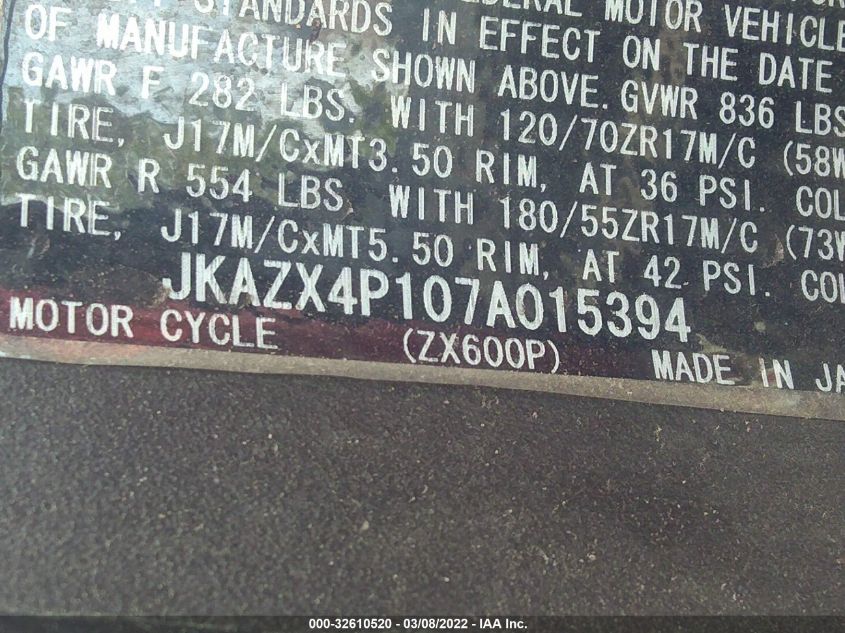 STANDARDS IN EFFECT ON THE DATE
MOTOR VEHICLE
OF MANUFACTURE SHOWN ABOVE. GVWR 836 LBS
GAWR F 282 LBS. WITH 120/70ZR17M/C (58W
TIRE, J17M/CxMT3.50 RIM, AT 36 PSI. COL
GAWR R 554 LBS. WITH 180/55ZR17M/C (73W
TIRE, J17M/CxMT5.50 RIM, AT 42 PSI. COL
JKAZX4P107A015394
MOTOR CYCLE (ZX600P) MADE IN JA
000-32610520 - 03/08/2022 - IAA Inc.